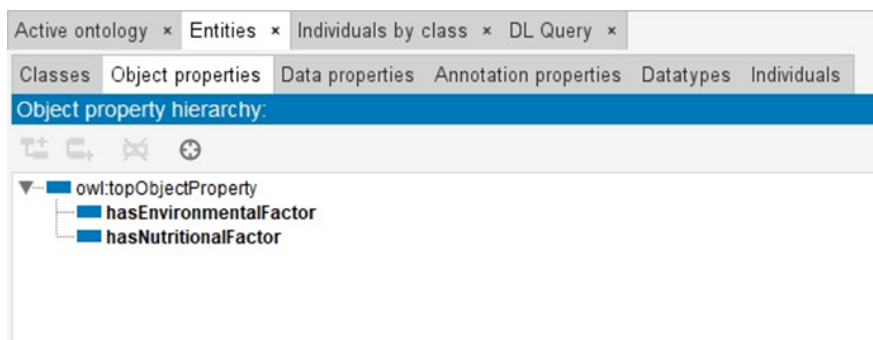 Active ontology × Entities × Individuals by class × DL Query ×
Classes Object properties Data properties Annotation properties Datatypes Individuals
Object property hierarchy:
owl:topObjectProperty
hasEnvironmentalFactor
hasNutritionalFactor